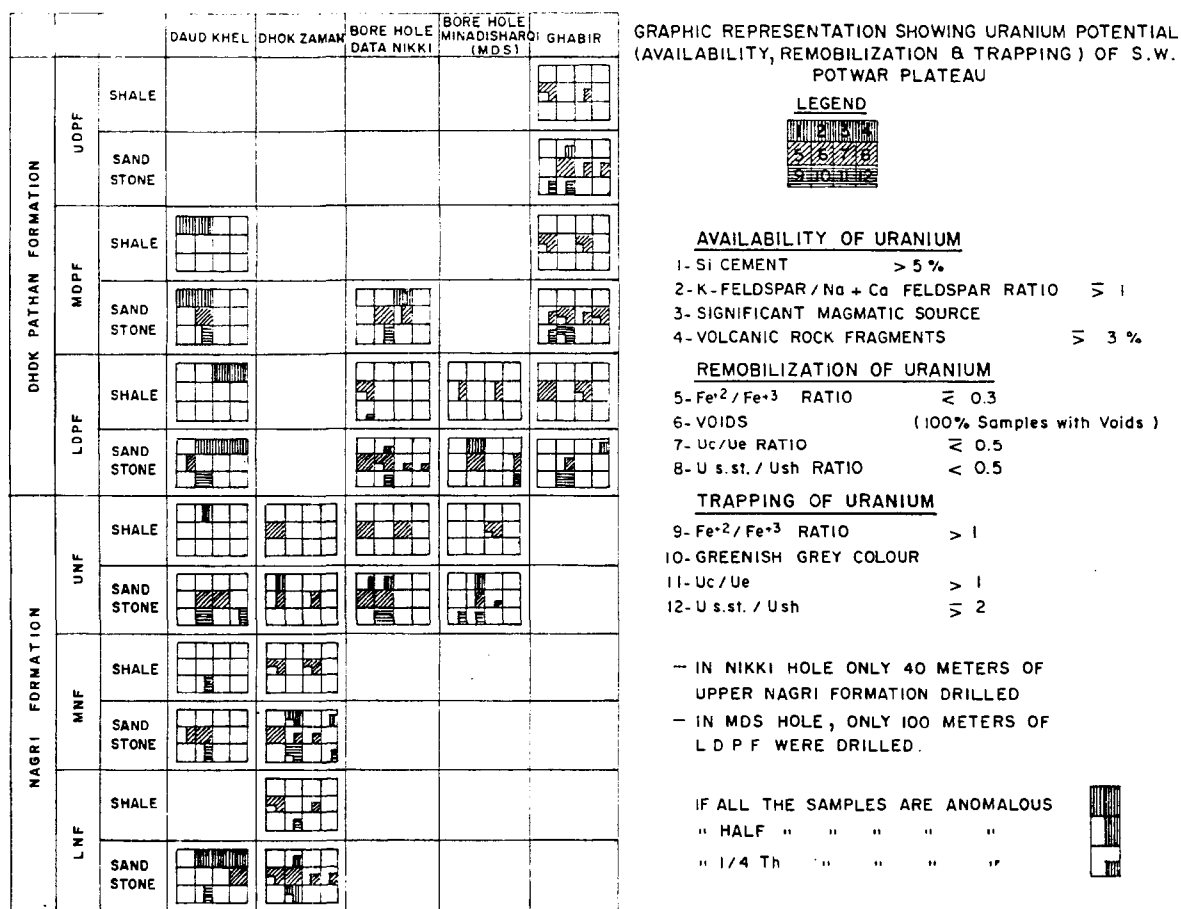 DAUD KHEL
DHOK ZAMAN
BORE HOLE
DATA NIKKI
BORE HOLE
MINADISHARQI
(MDS)
GHABIR
DHOK PATHAN FORMATION
UDPF
SHALE
SAND
STONE
MDPF
SHALE
SAND
STONE
LDPF
SHALE
SAND
STONE
NAGRI FORMATION
UNF
SHALE
SAND
STONE
MNF
SHALE
SAND
STONE
LNF
SHALE
SAND
STONE
GRAPHIC REPRESENTATION SHOWING URANIUM POTENTIAL
(AVAILABILITY, REMOBILIZATION & TRAPPING) OF S.W.
POTWAR PLATEAU
LEGEND
1 2 3 4
5 6 7 8
9 10 11 12
AVAILABILITY OF URANIUM
1- Si CEMENT > 5 %
2- K-FELDSPAR / Na + Ca FELDSPAR RATIO ⋝ 1
3- SIGNIFICANT MAGMATIC SOURCE
4- VOLCANIC ROCK FRAGMENTS ⋝ 3 %
REMOBILIZATION OF URANIUM
5- Fe+2 / Fe+3 RATIO ⋜ 0.3
6- VOIDS (100% Samples with Voids)
7- Uc/Ue RATIO ⋜ 0.5
8- U s.st. / Ush RATIO < 0.5
TRAPPING OF URANIUM
9- Fe+2 / Fe+3 RATIO > 1
10- GREENISH GREY COLOUR
11- Uc / Ue > 1
12- U s.st. / Ush ⋝ 2
— IN NIKKI HOLE ONLY 40 METERS OF
UPPER NAGRI FORMATION DRILLED
— IN MDS HOLE, ONLY 100 METERS OF
L D P F WERE DRILLED.
IF ALL THE SAMPLES ARE ANOMALOUS
" HALF " " " " "
" 1/4 Th " " " "